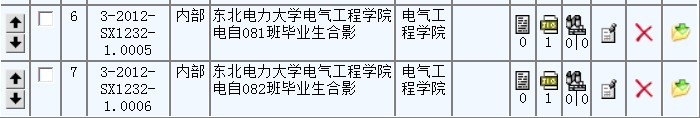 6 3-2012-SX1232-1.0005 内部 东北电力大学电气工程学院电自081班毕业生合影 电气工程学院 0 1 0|0
7 3-2012-SX1232-1.0006 内部 东北电力大学电气工程学院电自082班毕业生合影 电气工程学院 0 1 0|0